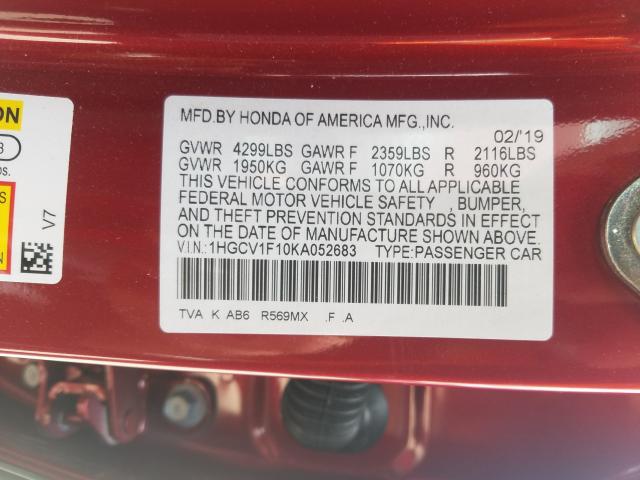 MFD.BY HONDA OF AMERICA MFG.,INC.
02/'19
GVWR 4299LBS GAWR F 2359LBS R 2116LBS
GVWR 1950KG GAWR F 1070KG R 960KG
THIS VEHICLE CONFORMS TO ALL APPLICABLE
FEDERAL MOTOR VEHICLE SAFETY , BUMPER,
AND THEFT PREVENTION STANDARDS IN EFFECT
ON THE DATE OF MANUFACTURE SHOWN ABOVE.
V.I.N.:1HGCV1F10KA052683 TYPE:PASSENGER CAR
TVA K AB6 R569MX .F .A
ON
3
os.
V7